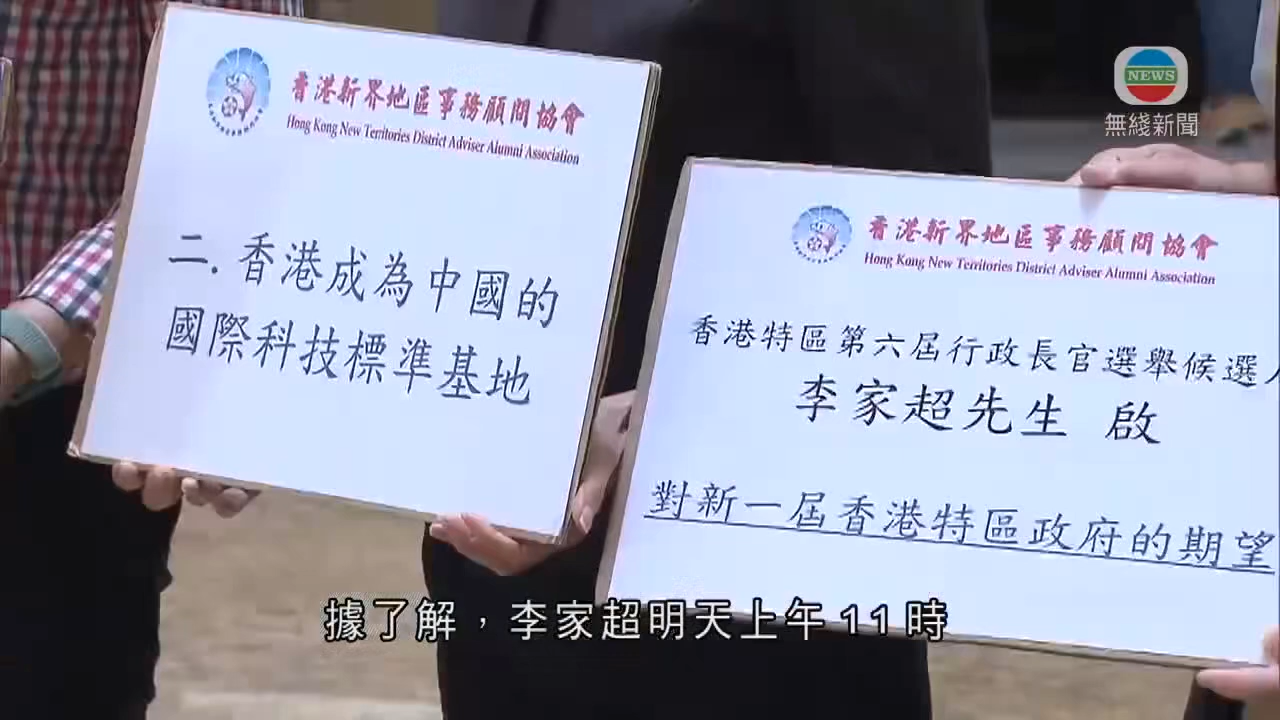 香港新界地區事務顧問協會
Hong Kong New Territories District Adviser Alumni Association
二. 香港成為中國的
國際科技標準基地
NEWS
無綫新聞
香港新界地區事務顧問協會
Hong Kong New Territories District Adviser Alumni Association
香港特區第六屆行政長官選舉候選人
李家超先生 啟
對新一屆香港特區政府的期望
據了解，李家超明天上午11時